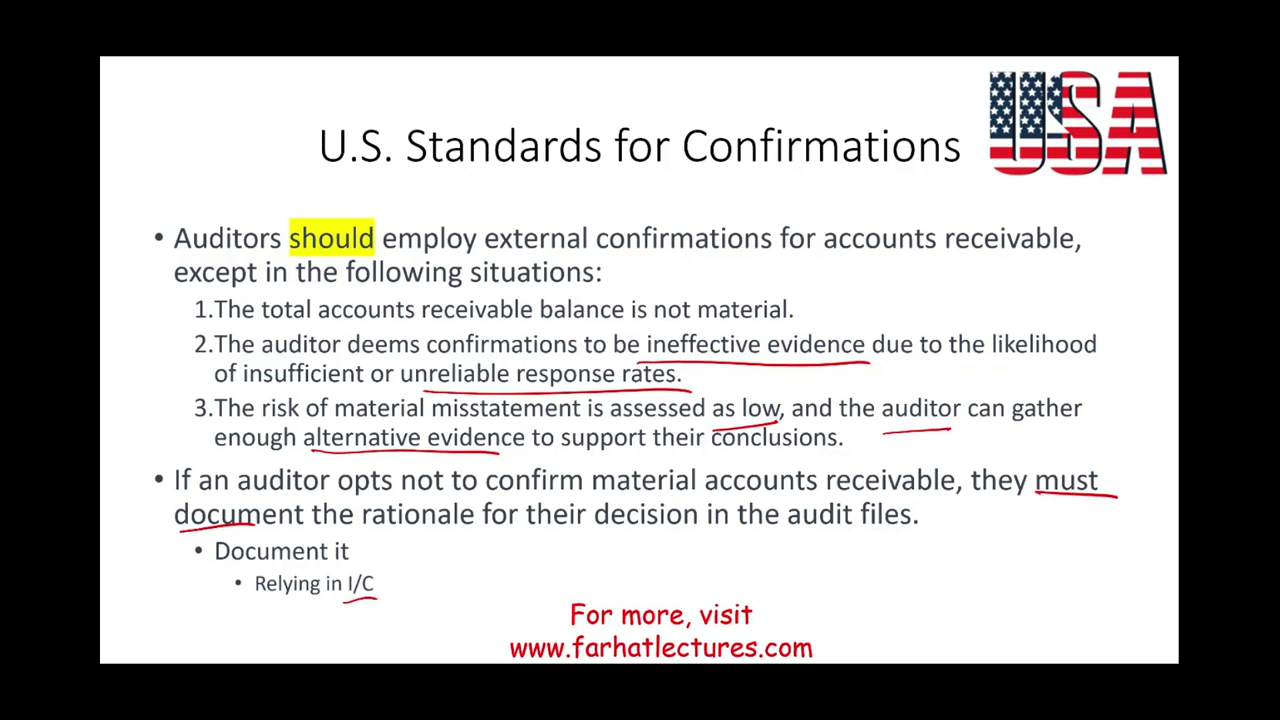 USA
U.S. Standards for Confirmations
• Auditors should employ external confirmations for accounts receivable,
except in the following situations:
1.The total accounts receivable balance is not material.
2.The auditor deems confirmations to be ineffective evidence due to the likelihood
of insufficient or unreliable response rates.
3.The risk of material misstatement is assessed as low, and the auditor can gather
enough alternative evidence to support their conclusions.
• If an auditor opts not to confirm material accounts receivable, they must
document the rationale for their decision in the audit files.
• Document it
• Relying in I/C
For more, visit
www.farhatlectures.com